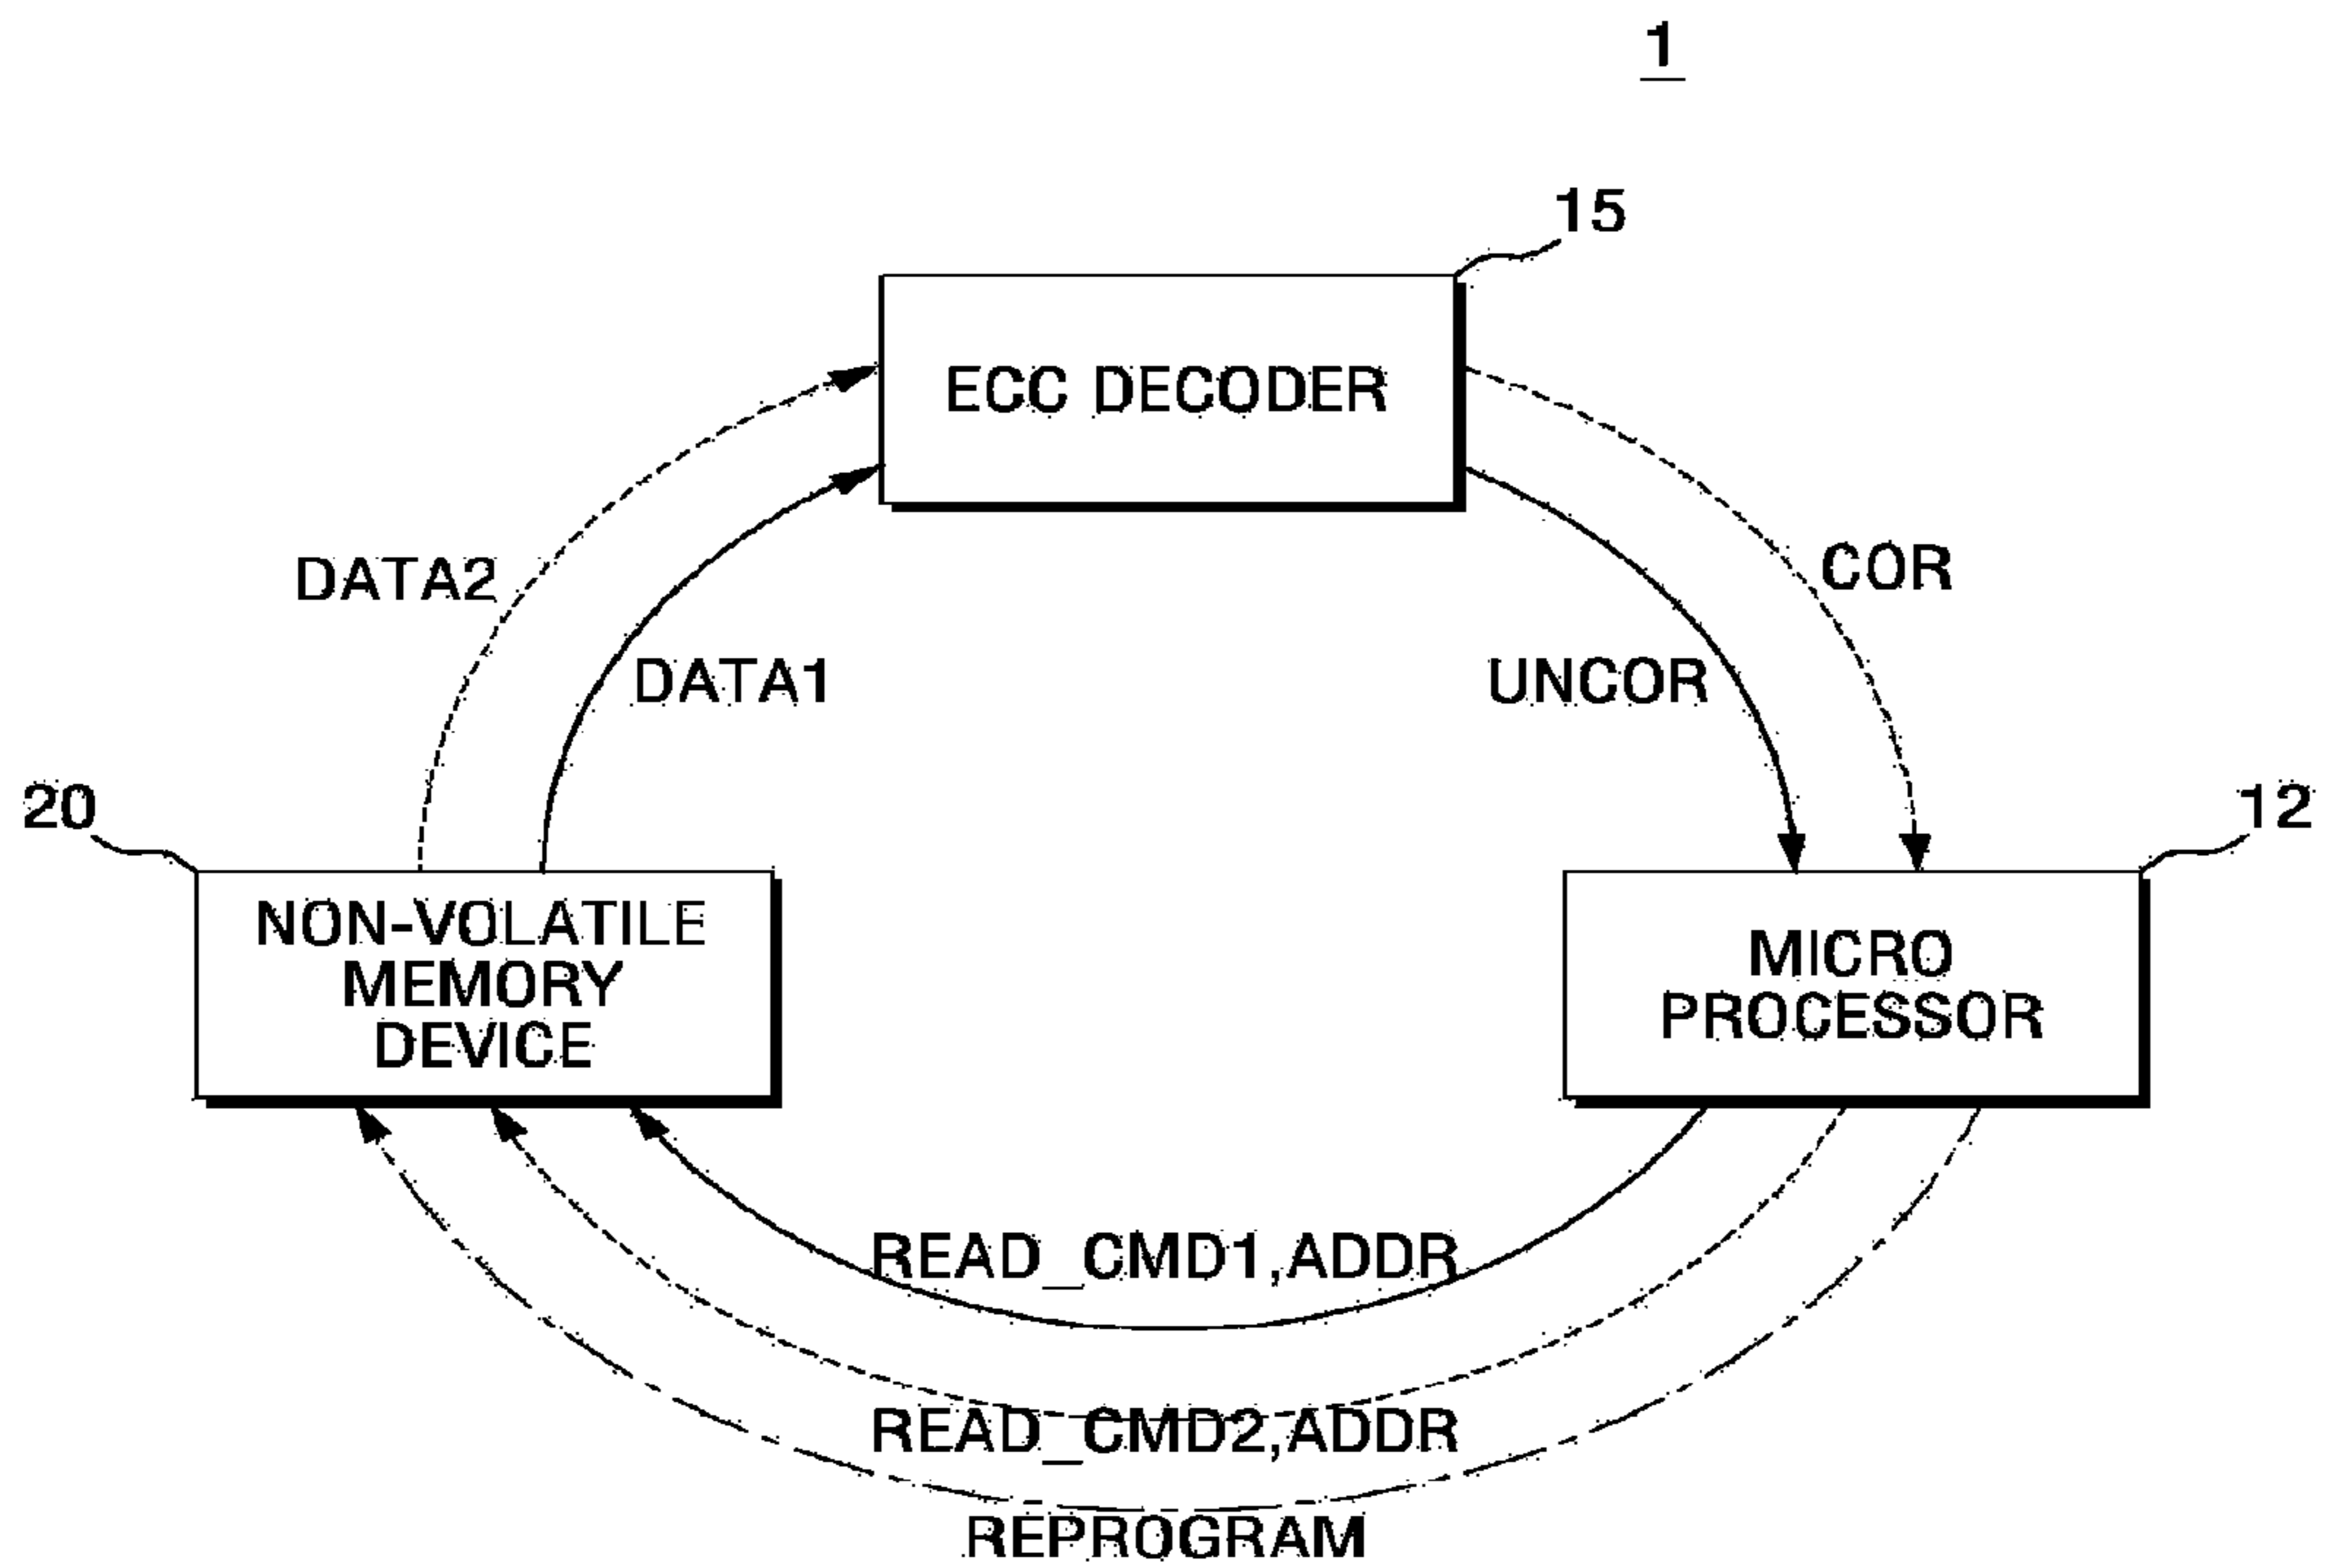 1
15
ECC DECODER
DATA2
COR
DATA1
UNCOR
20
12
NON-VOLATILE
MEMORY
DEVICE
MICRO
PROCESSOR
READ_CMD1,ADDR
READ_CMD2,ADDR
REPROGRAM